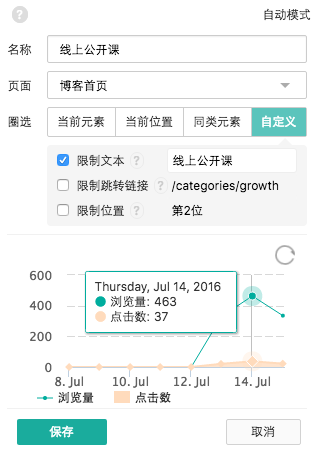 ?
自动模式
名称 线上公开课
页面 博客首页
圈选 当前元素 当前位置 同类元素 自定义
限制文本 ? 线上公开课
限制跳转链接 ? /categories/growth
限制位置 ? 第2位
600
400
200
0
Thursday, Jul 14, 2016
浏览量: 463
点击数: 37
8. Jul 10. Jul 12. Jul 14. Jul
浏览量 点击数
保存 取消